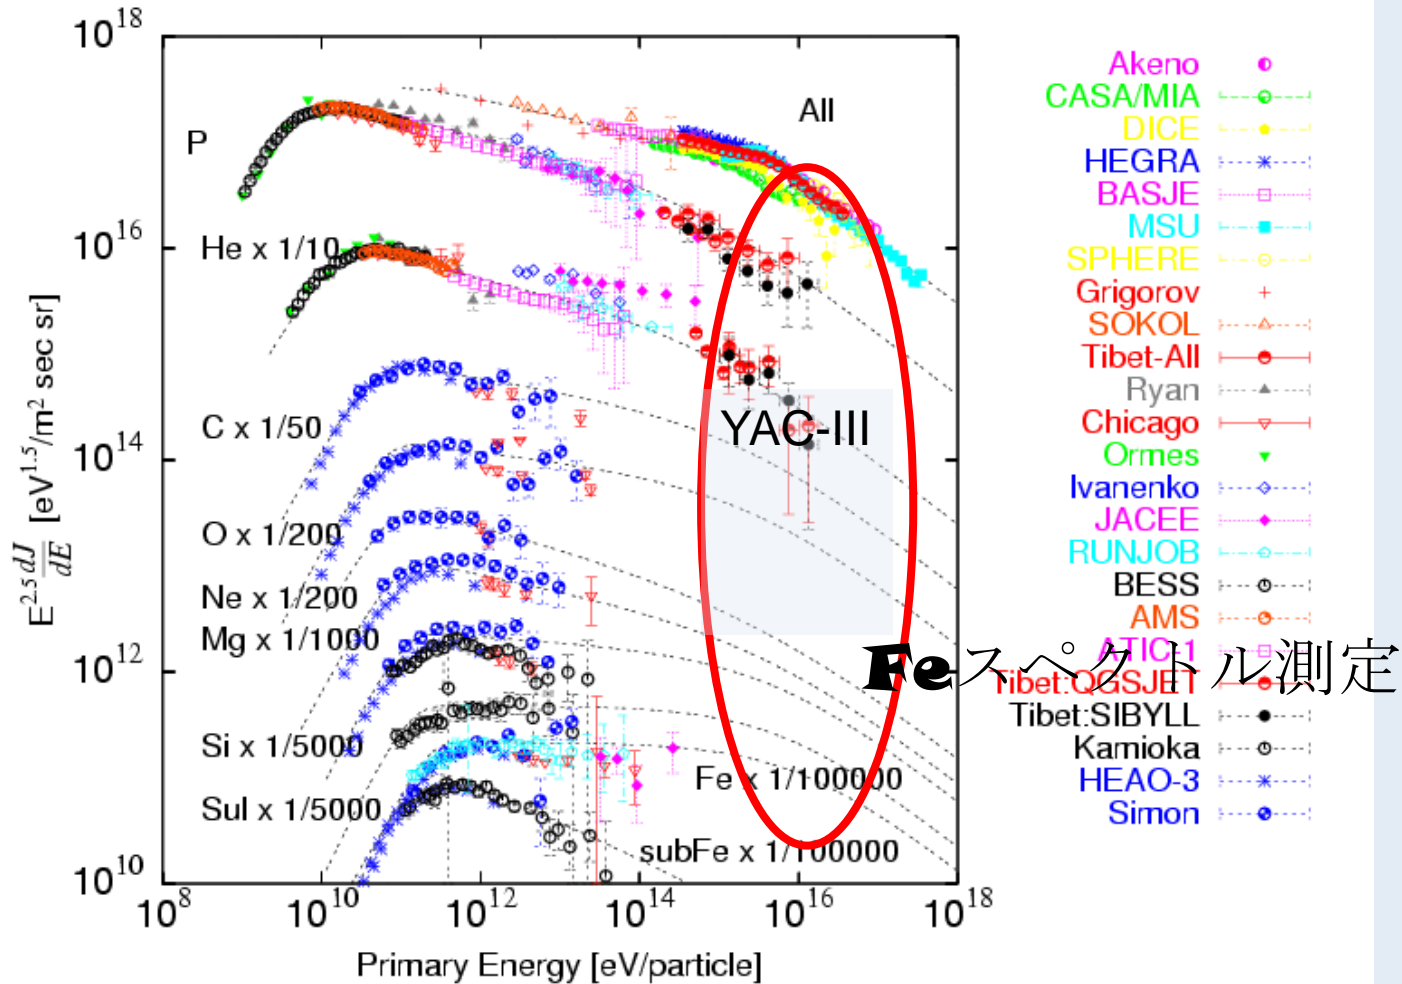 10^18
10^16
10^14
10^12
10^10
E^2.5 dJ/dE [eV^1.5/m^2 sec sr]
P
All
He x 1/10
C x 1/50
YAC-III
O x 1/200
Ne x 1/200
Mg x 1/1000
Si x 1/5000
Fe x 1/100000
Sul x 1/5000
subFe x 1/100000
10^8 10^10 10^12 10^14 10^16 10^18
Primary Energy [eV/particle]
Akeno
CASA/MIA
DICE
HEGRA
BASJE
MSU
SPHERE
Grigorov
SOKOL
Tibet-All
Ryan
Chicago
Ormes
Ivanenko
JACEE
RUNJOB
BESS
AMS
ATIC-1
Feスペクトル測定
Tibet:QGSJET
Tibet:SIBYLL
Kamioka
HEAO-3
Simon